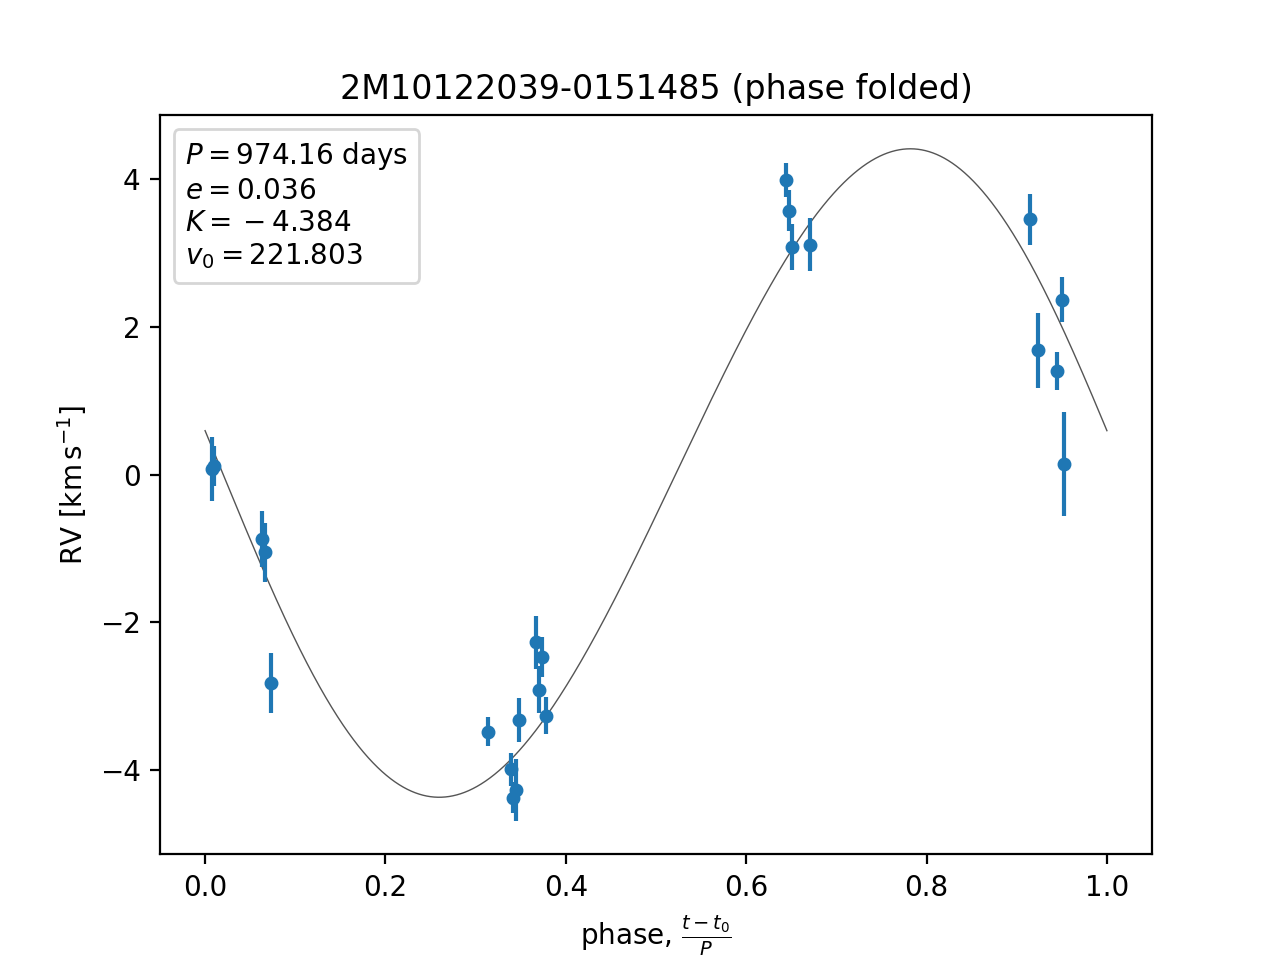 2M10122039-0151485 (phase folded)
P = 974.16 days
e = 0.036
K = −4.384
v₀ = 221.803
RV [km s⁻¹]
4
2
0
−2
−4
0.0 0.2 0.4 0.6 0.8 1.0
phase, (t − t₀)/P